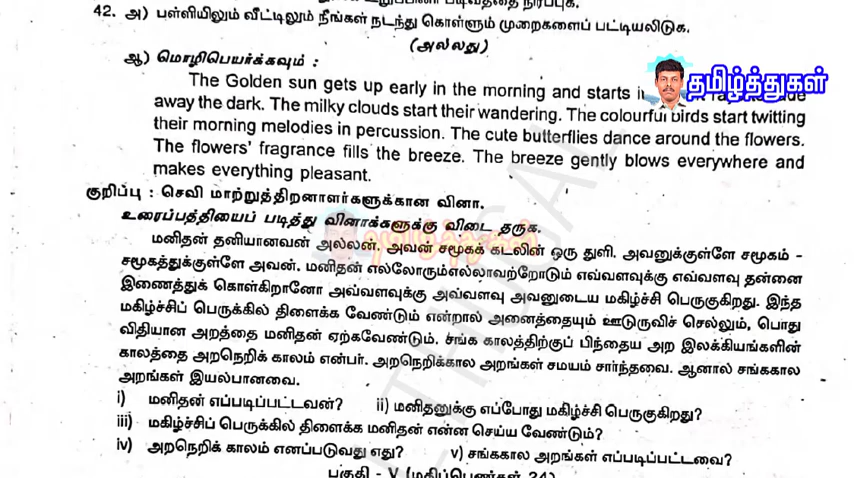 42. அ) பள்ளியிலும் வீட்டிலும் நீங்கள் நடந்து கொள்ளும் முறைகளைப் பட்டியலிடுக.
(அல்லது)
ஆ) மொழிபெயர்க்கவும் :
The Golden sun gets up early in the morning and starts
தமிழ்த்துகள்
away the dark. The milky clouds start their wandering. The colourful birds start twitting
their morning melodies in percussion. The cute butterflies dance around the flowers.
The flowers' fragrance fills the breeze. The breeze gently blows everywhere and
makes everything pleasant.
குறிப்பு : செவி மாற்றுத்திறனாளர்களுக்கான வினா.
உரைப்பத்தியைப் படித்து வினாக்களுக்கு விடை தருக.
மனிதன் தனியானவன் அல்லன். அவன் சமூகக் கடலின் ஒரு துளி. அவனுக்குள்ளே சமூகம் -
சமூகத்துக்குள்ளே அவன். மனிதன் எல்லோரும்எல்லாவற்றோடும் எவ்வளவுக்கு எவ்வளவு தன்னை
இணைத்துக் கொள்கிறானோ அவ்வளவுக்கு அவ்வளவு அவனுடைய மகிழ்ச்சி பெருகுகிறது. இந்த
மகிழ்ச்சிப் பெருக்கில் திளைக்க வேண்டும் என்றால் அனைத்தையும் ஊடுருவிச் செல்லும், பொது
விதியான அறத்தை மனிதன் ஏற்கவேண்டும். சங்க காலத்திற்குப் பிந்தைய அற இலக்கியங்களின்
காலத்தை அறநெறிக் காலம் என்பர். அறநெறிக்கால அறங்கள் சமயம் சார்ந்தவை. ஆனால் சங்ககால
அறங்கள் இயல்பானவை.
i) மனிதன் எப்படிப்பட்டவன்? ii) மனிதனுக்கு எப்போது மகிழ்ச்சி பெருகுகிறது?
iii) மகிழ்ச்சிப் பெருக்கில் திளைக்க மனிதன் என்ன செய்ய வேண்டும்?
iv) அறநெறிக் காலம் எனப்படுவது எது? v) சங்ககால அறங்கள் எப்படிப்பட்டவை?
பகுதி - V (மதிப்பெண்கள் 24)